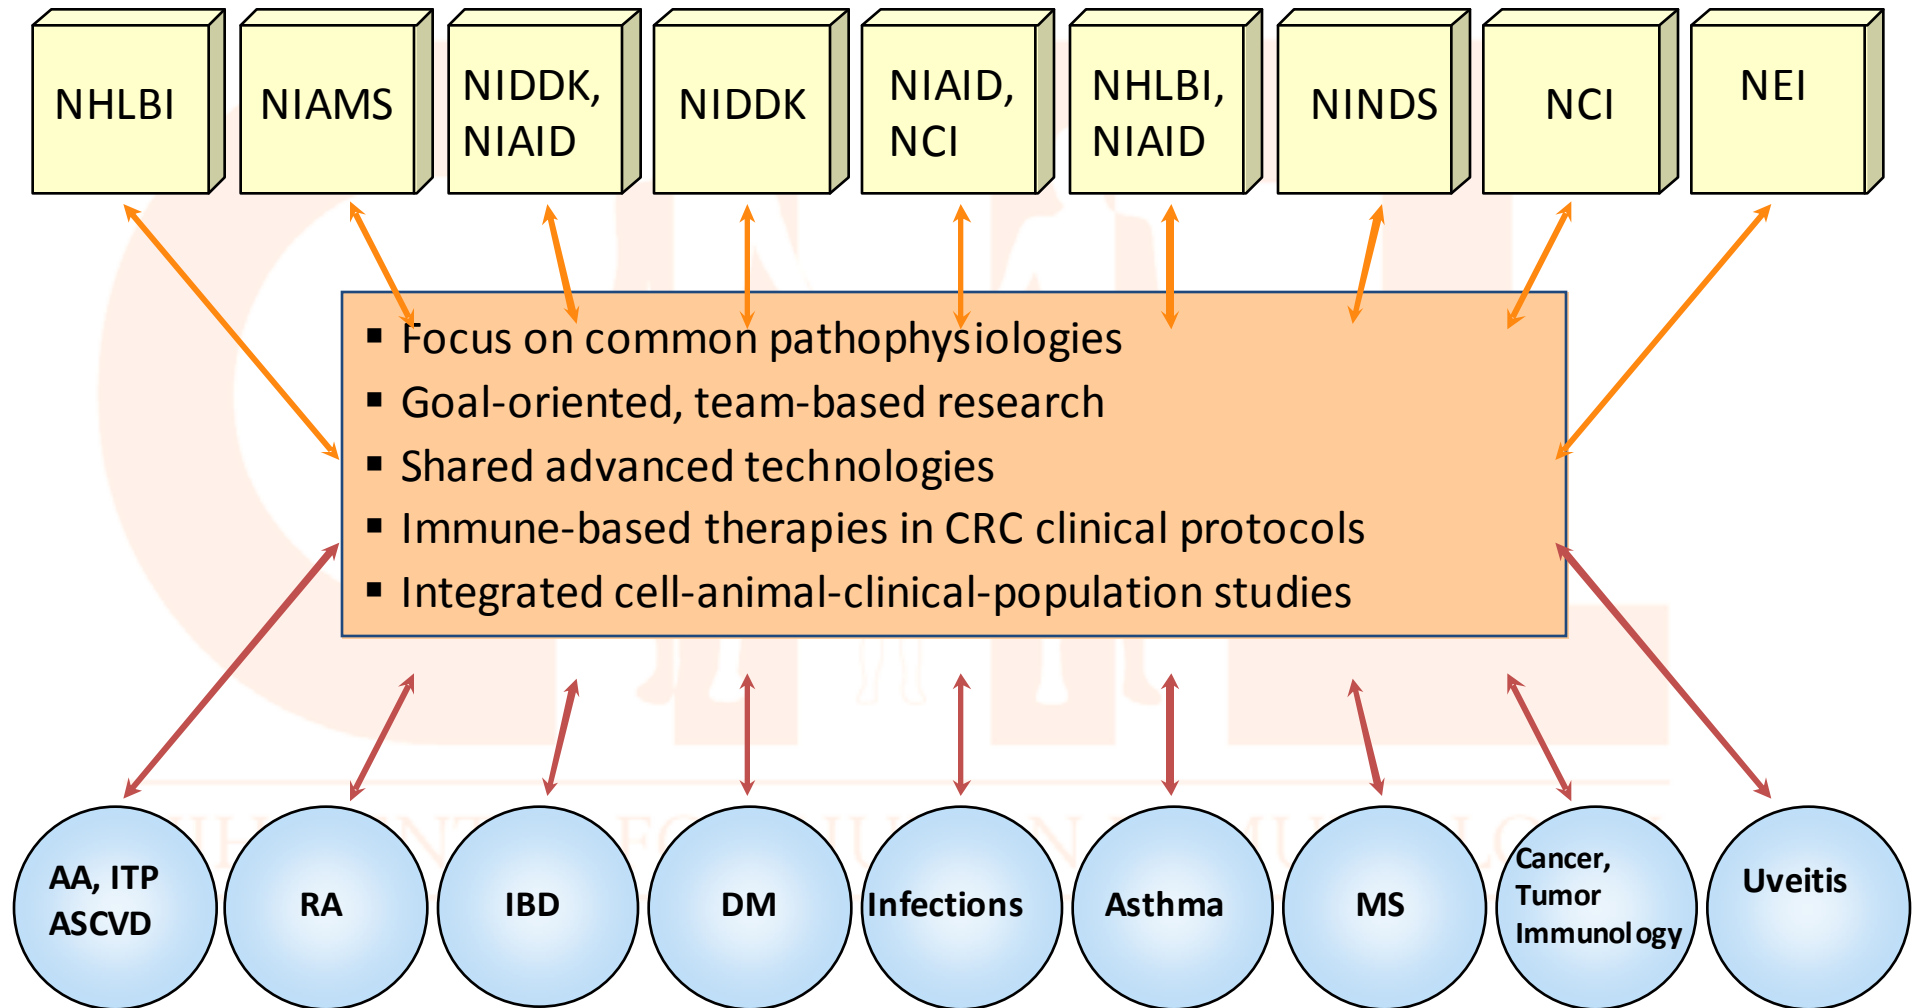 NHLBI
NIAMS
NIDDK,
NIAID
NIDDK
NIAID,
NCI
NHLBI,
NIAID
NINDS
NCI
NEI
▪ Focus on common pathophysiologies
▪ Goal-oriented, team-based research
▪ Shared advanced technologies
▪ Immune-based therapies in CRC clinical protocols
▪ Integrated cell-animal-clinical-population studies
AA, ITP
ASCVD
RA
IBD
DM
Infections
Asthma
MS
Cancer,
Tumor
Immunology
Uveitis